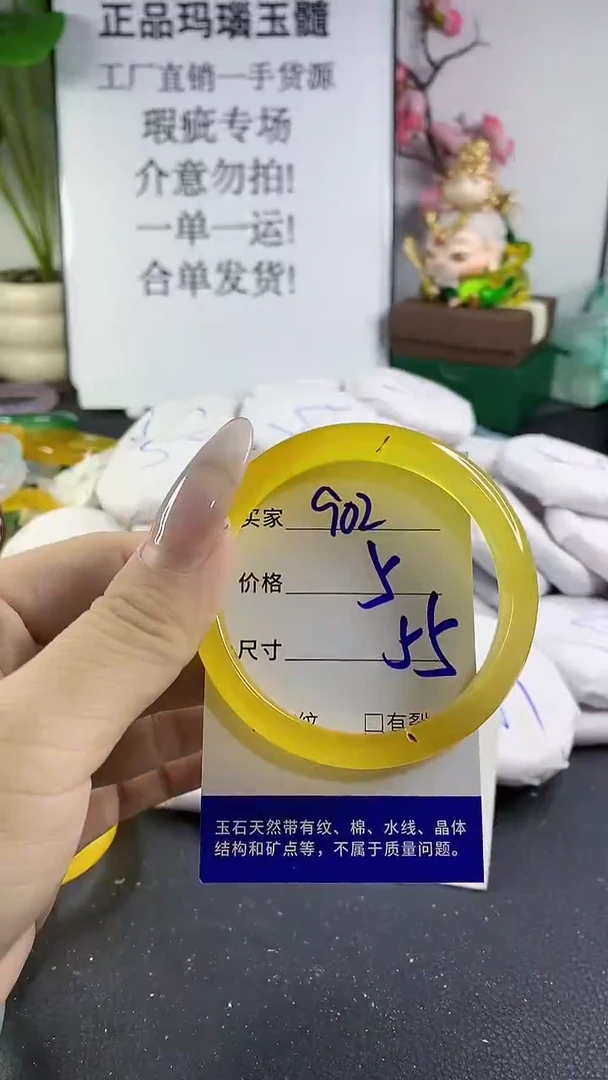 正品玛瑙玉髓
工厂直销一手货源
瑕疵专场
介意勿拍!
一单一运!
合单发货!
买家 902
价格 5
尺寸 55
纹 □有裂
玉石天然带有纹、棉、水线、晶体
结构和矿点等，不属于质量问题。